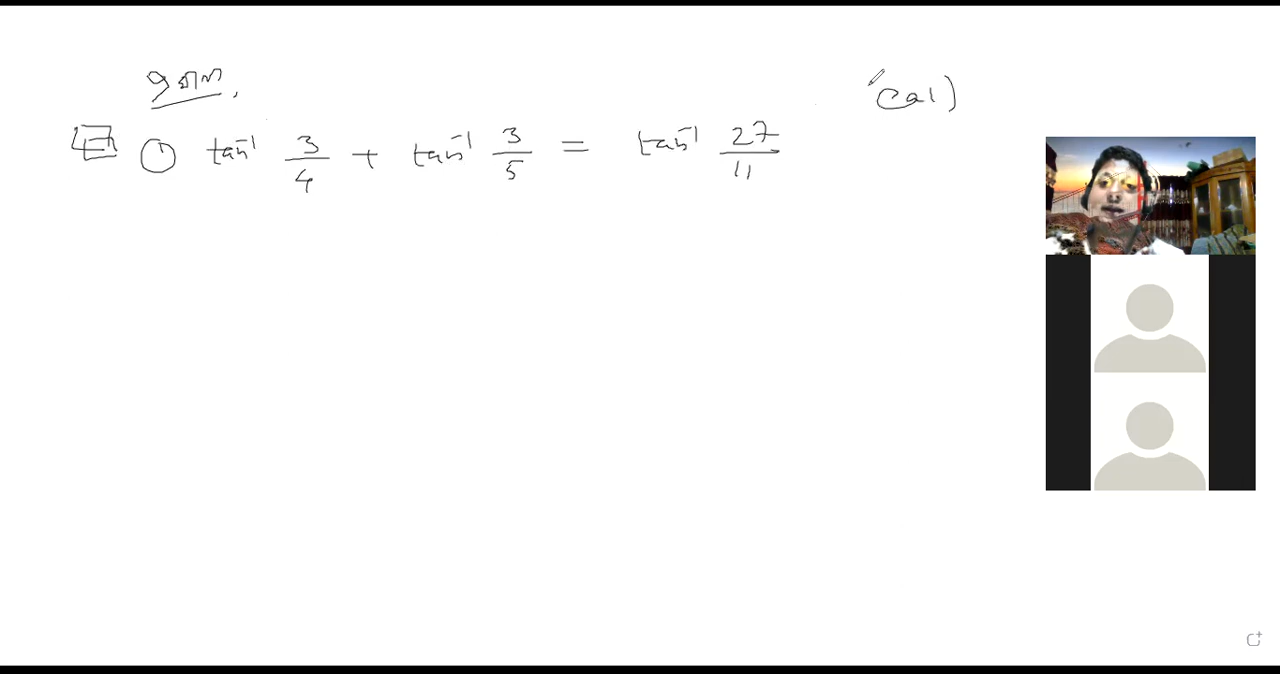 প্রমাণ,
(cal)
① tan⁻¹ 3/4 + tan⁻¹ 3/5 = tan⁻¹ 27/11